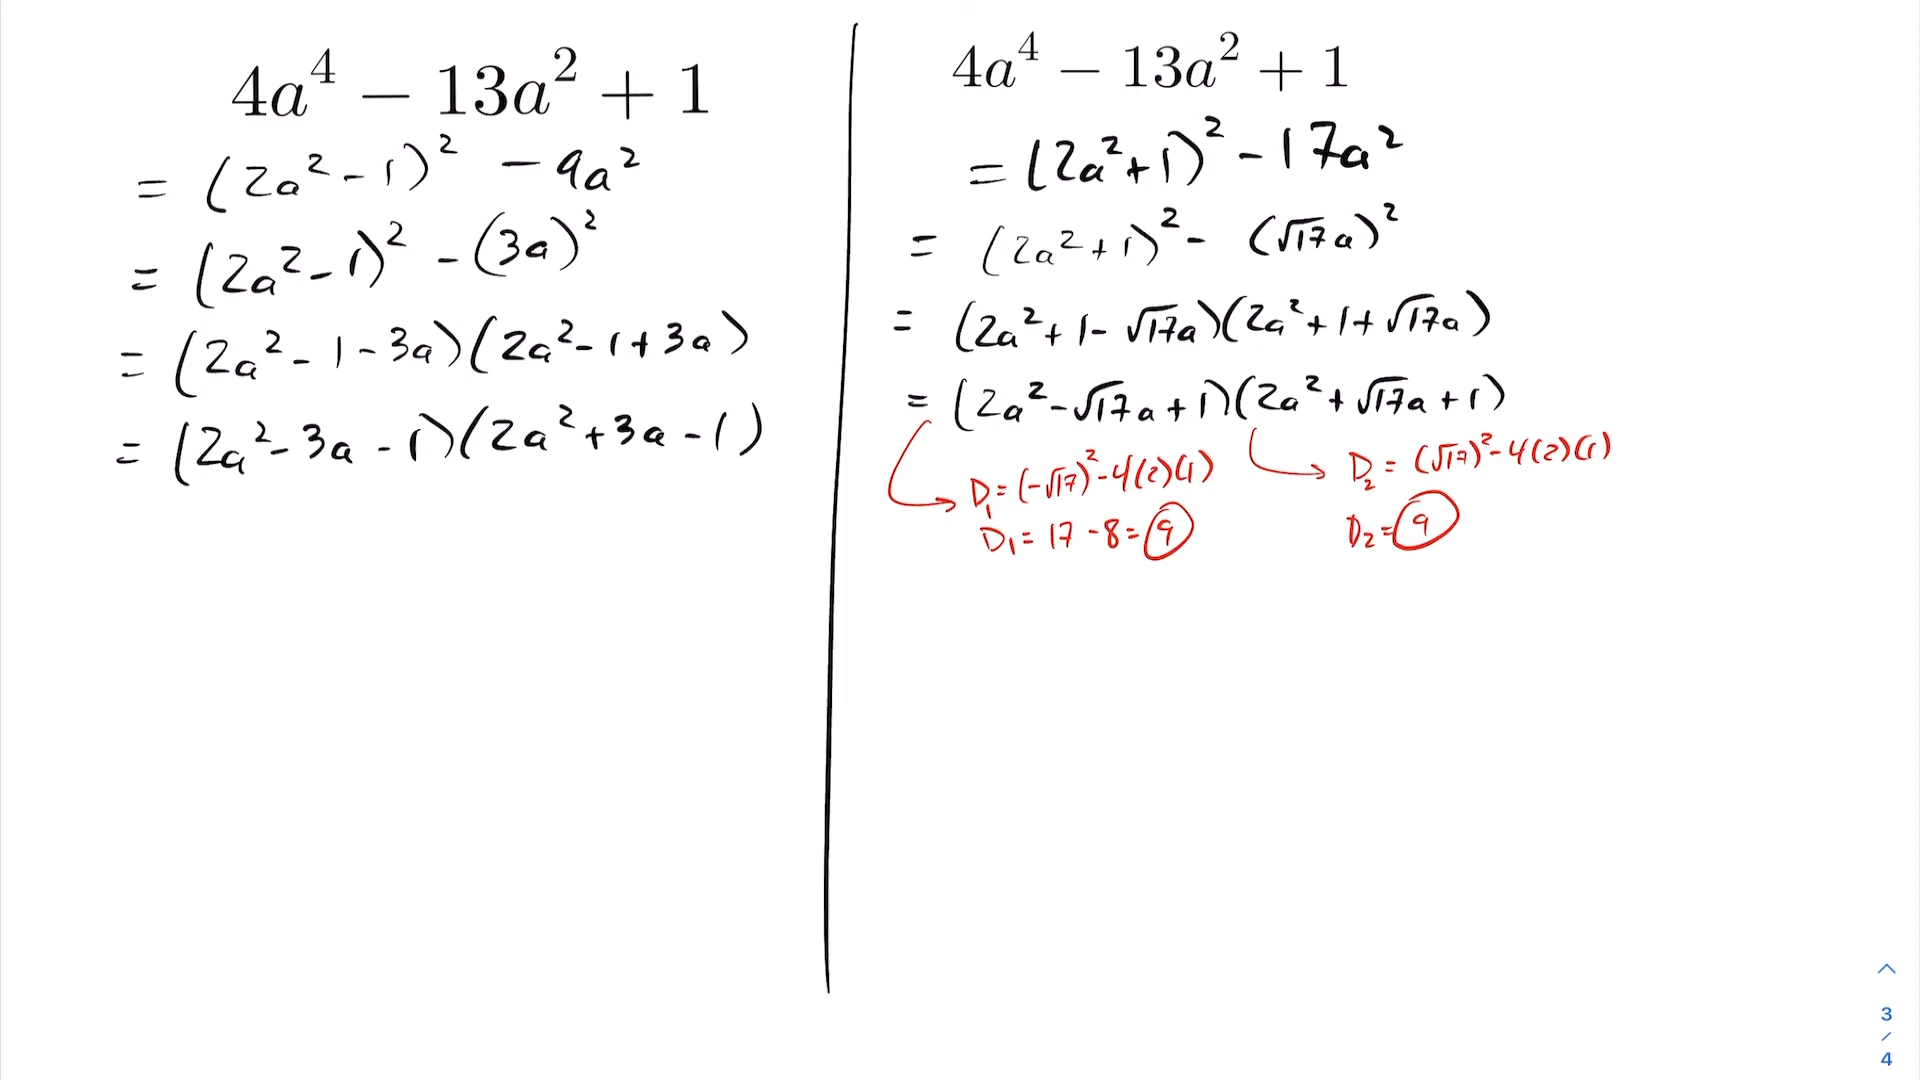 4a⁴ − 13a² + 1
= (2a² - 1)² - 9a²
= (2a² - 1)² - (3a)²
= (2a² - 1 - 3a)(2a² - 1 + 3a)
= (2a² - 3a - 1)(2a² + 3a - 1)
4a⁴ − 13a² + 1
= (2a² + 1)² - 17a²
= (2a² + 1)² - (√17a)²
= (2a² + 1 - √17a)(2a² + 1 + √17a)
= (2a² - √17a + 1)(2a² + √17a + 1)
D₁ = (-√17)² - 4(2)(1)
D₁ = 17 - 8 = 9
D₂ = (√17)² - 4(2)(1)
D₂ = 9
3
/
4